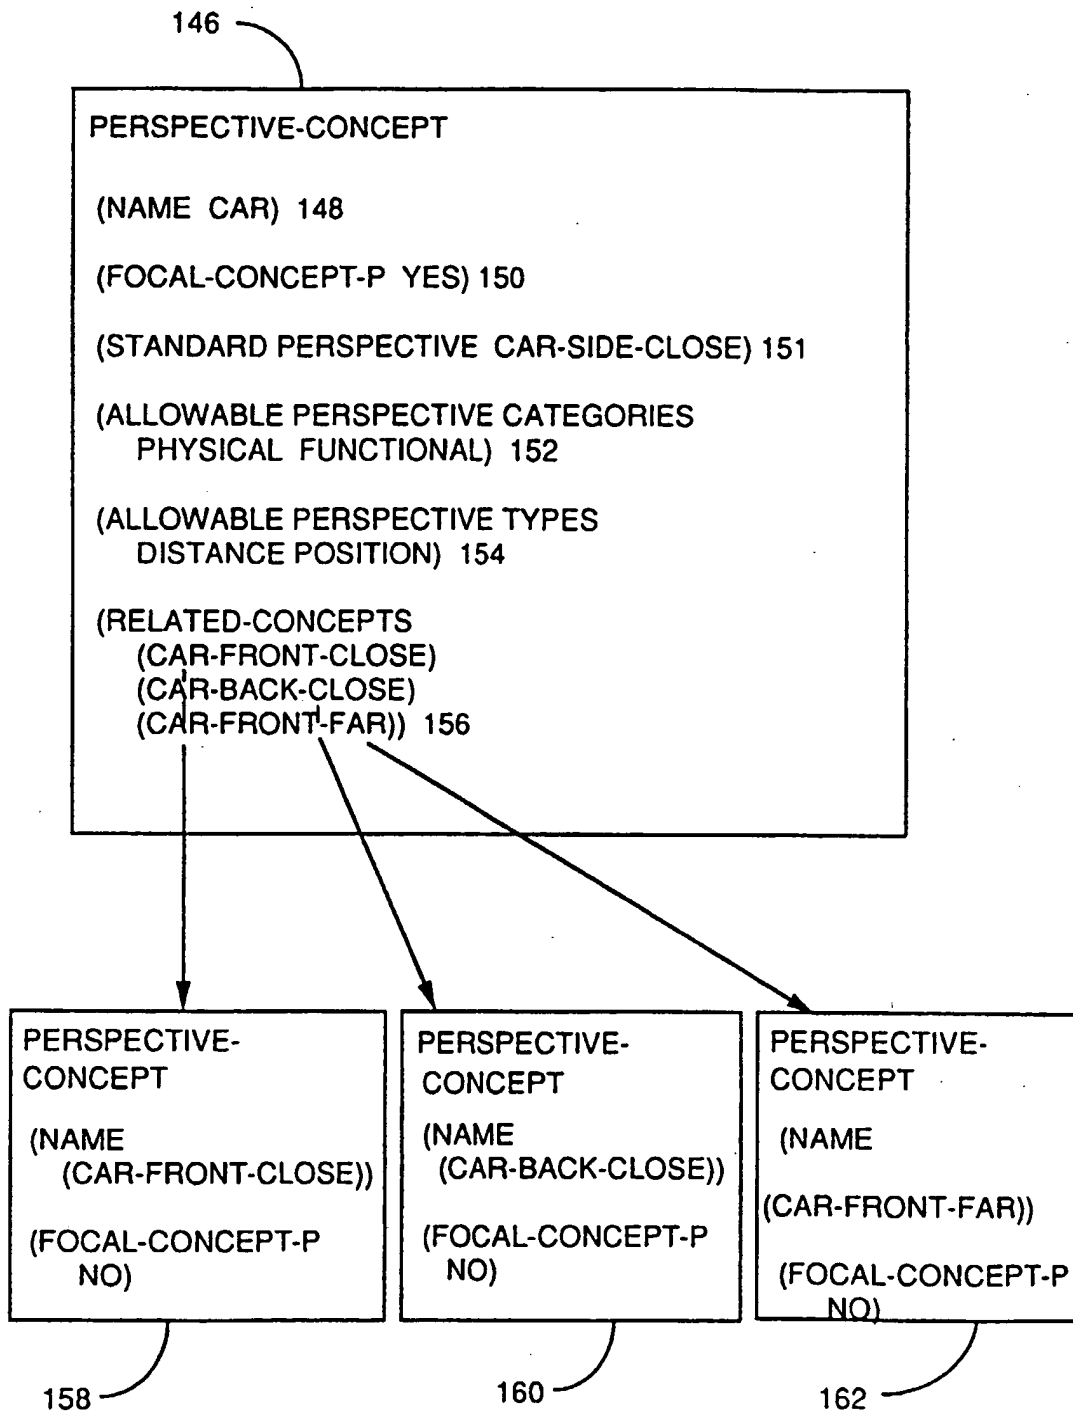 146
PERSPECTIVE-CONCEPT
(NAME CAR) 148
(FOCAL-CONCEPT-P YES) 150
(STANDARD PERSPECTIVE CAR-SIDE-CLOSE) 151
(ALLOWABLE PERSPECTIVE CATEGORIES
PHYSICAL FUNCTIONAL) 152
(ALLOWABLE PERSPECTIVE TYPES
DISTANCE POSITION) 154
(RELATED-CONCEPTS
(CAR-FRONT-CLOSE)
(CAR-BACK-CLOSE)
(CAR-FRONT-FAR)) 156
PERSPECTIVE-
CONCEPT
(NAME
(CAR-FRONT-CLOSE))
(FOCAL-CONCEPT-P
NO)
158
PERSPECTIVE-
CONCEPT
(NAME
(CAR-BACK-CLOSE))
(FOCAL-CONCEPT-P
NO)
160
PERSPECTIVE-
CONCEPT
(NAME
(CAR-FRONT-FAR))
(FOCAL-CONCEPT-P
NO)
162